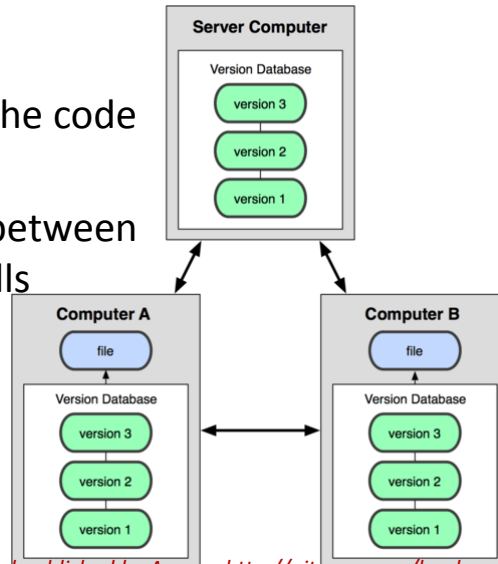 Server Computer
Version Database
version 3
version 2
version 1
he code
between
lls
Computer A
file
Version Database
version 3
version 2
version 1
Computer B
file
Version Database
version 3
version 2
version 1